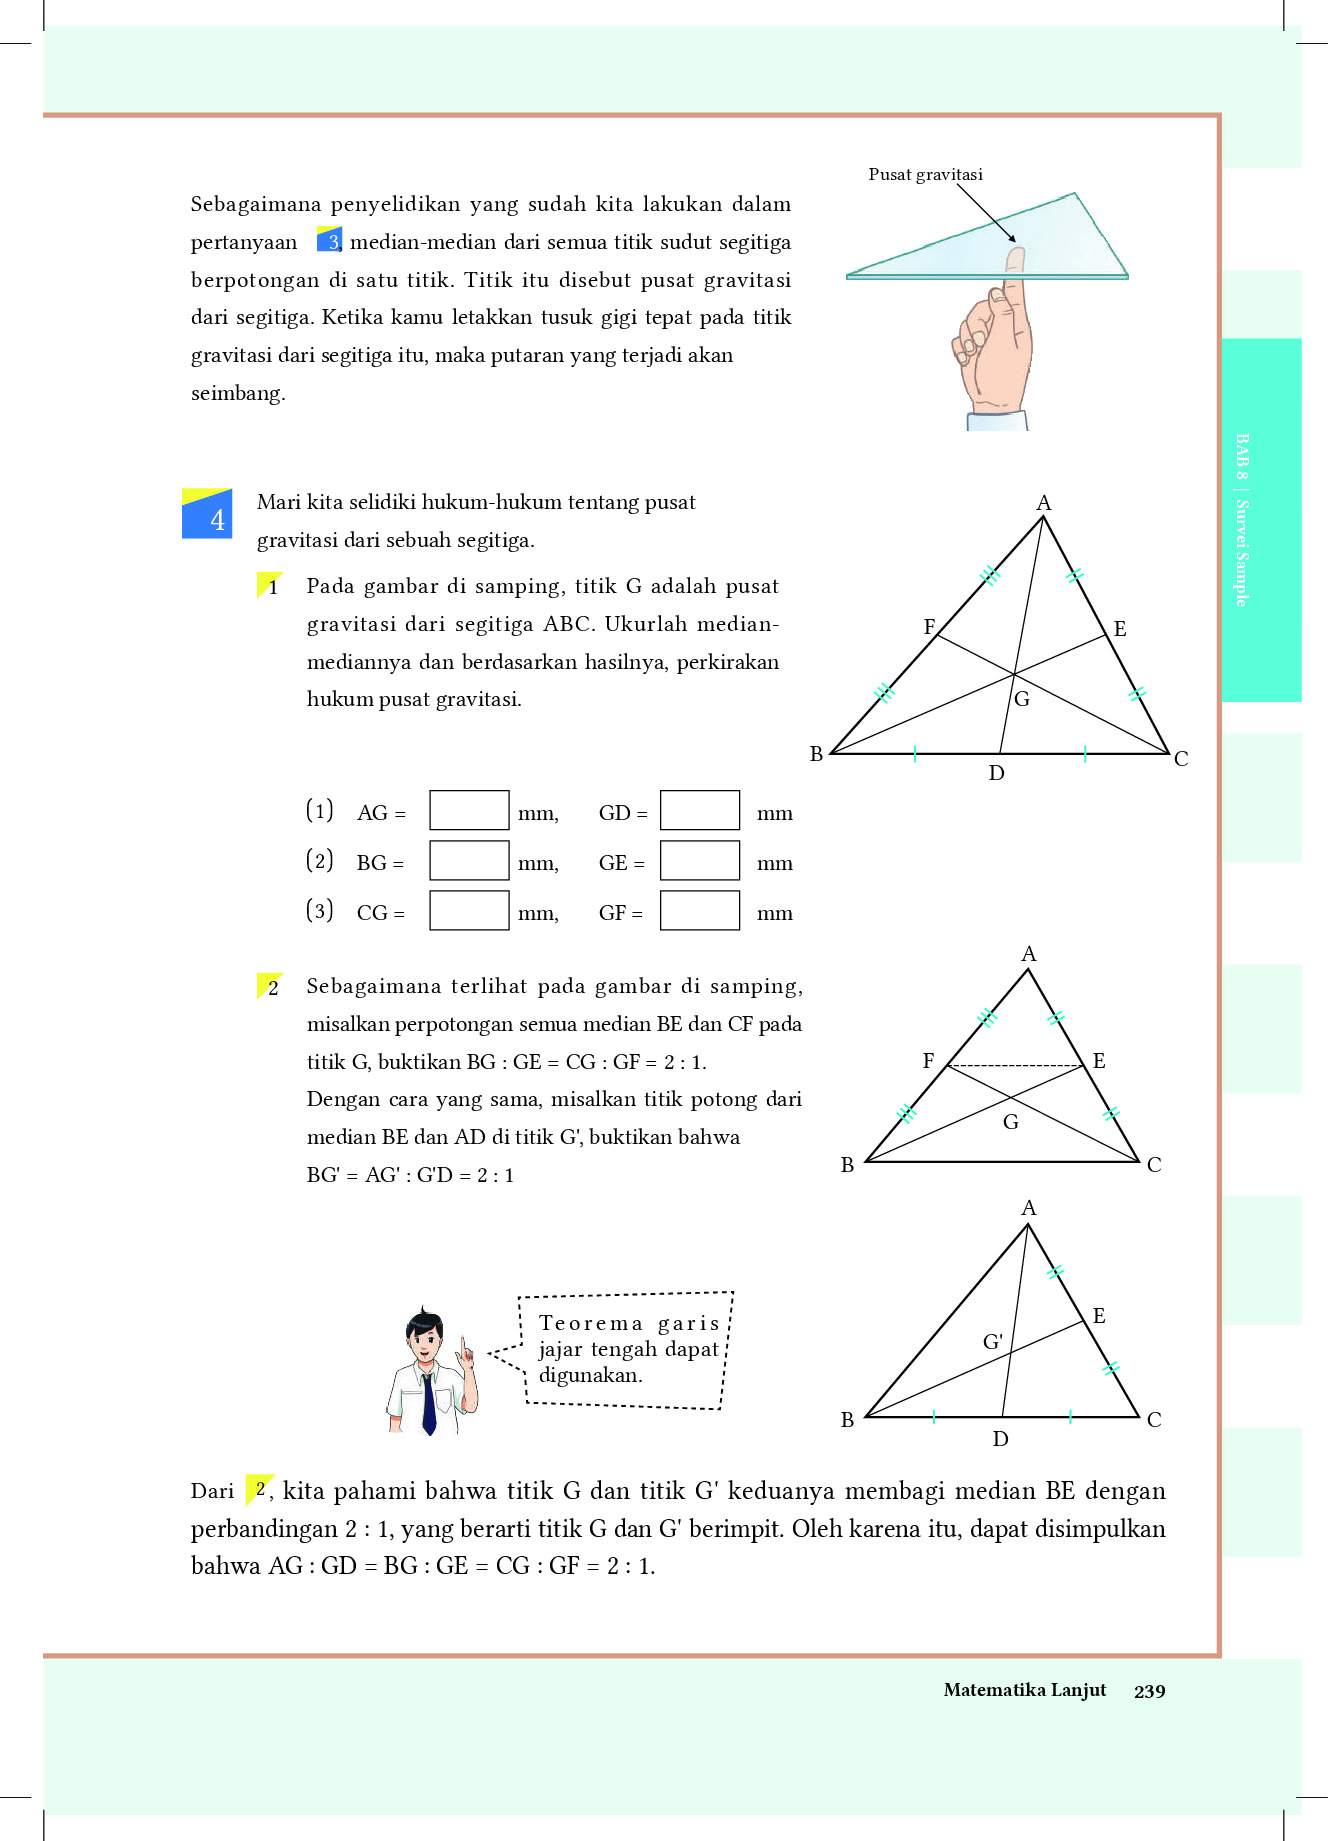 Pusat gravitasi
Sebagaimana penyelidikan yang sudah kita lakukan dalam
pertanyaan 3, median-median dari semua titik sudut segitiga
berpotongan di satu titik. Titik itu disebut pusat gravitasi
dari segitiga. Ketika kamu letakkan tusuk gigi tepat pada titik
gravitasi dari segitiga itu, maka putaran yang terjadi akan
seimbang.
BAB 8 | Survei Sample
4
Mari kita selidiki hukum-hukum tentang pusat
gravitasi dari sebuah segitiga.
1 Pada gambar di samping, titik G adalah pusat
gravitasi dari segitiga ABC. Ukurlah median-
mediannya dan berdasarkan hasilnya, perkirakan
hukum pusat gravitasi.
A
F
E
G
B
D
C
(1) AG = mm, GD = mm
(2) BG = mm, GE = mm
(3) CG = mm, GF = mm
2 Sebagaimana terlihat pada gambar di samping,
misalkan perpotongan semua median BE dan CF pada
titik G, buktikan BG : GE = CG : GF = 2 : 1.
Dengan cara yang sama, misalkan titik potong dari
median BE dan AD di titik G', buktikan bahwa
BG' = AG' : G'D = 2 : 1
A
F
E
G
B
C
A
E
G'
B
D
C
Teorema garis
jajar tengah dapat
digunakan.
Dari 2, kita pahami bahwa titik G dan titik G' keduanya membagi median BE dengan
perbandingan 2 : 1, yang berarti titik G dan G' berimpit. Oleh karena itu, dapat disimpulkan
bahwa AG : GD = BG : GE = CG : GF = 2 : 1.
Matematika Lanjut 239